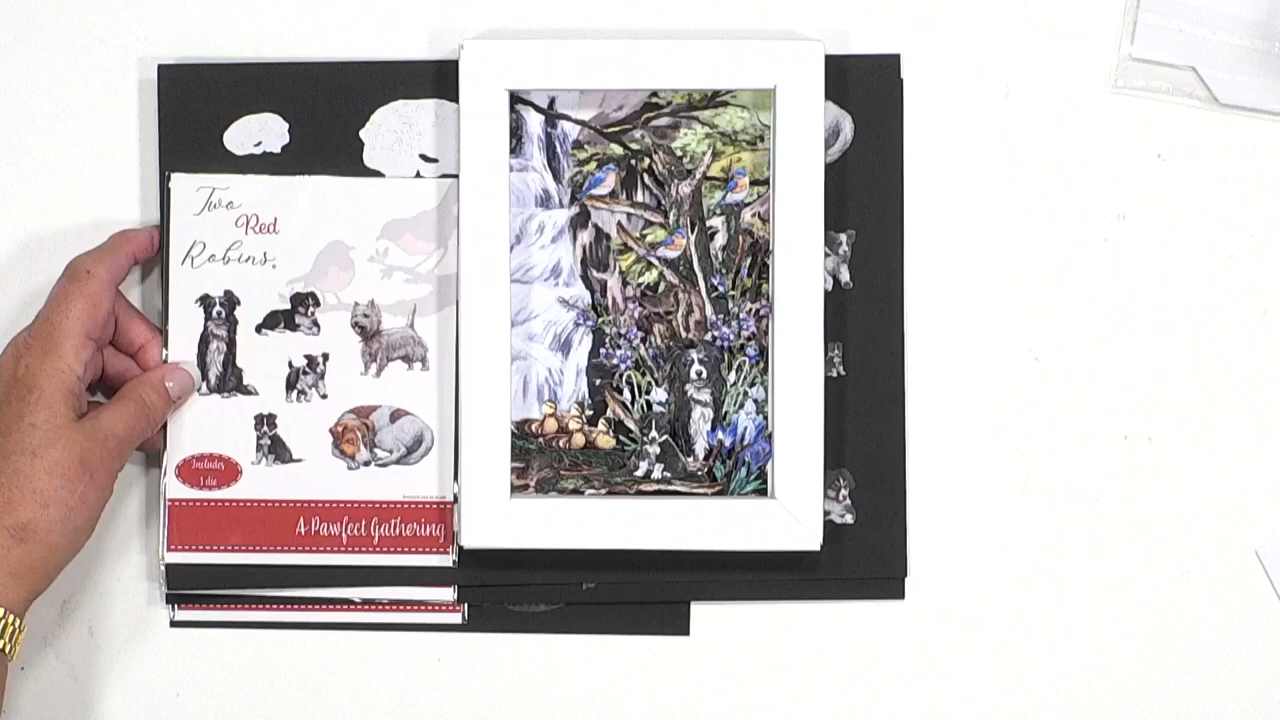 Two
Red
Robins.
Includes
1 die
A Pawfect Gathering